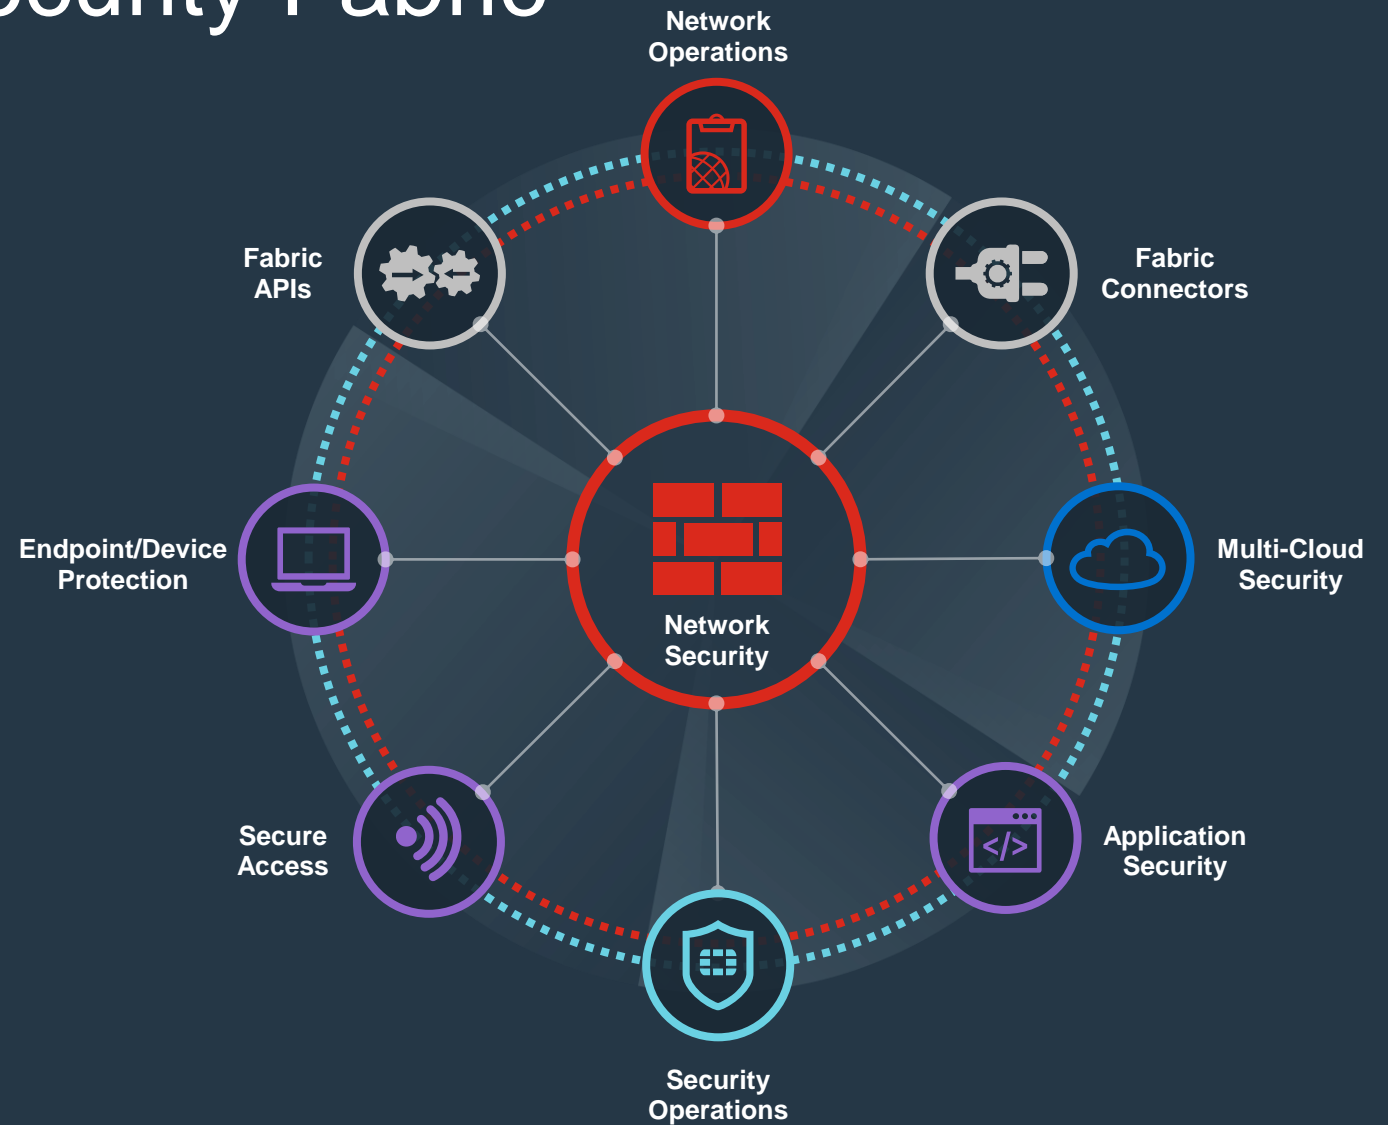 Fabric
Network
Operations
Fabric
APIs
Fabric
Connectors
Endpoint/Device
Protection
Multi-Cloud
Security
Network
Security
Secure
Access
</>
Application
Security
Security
Operations